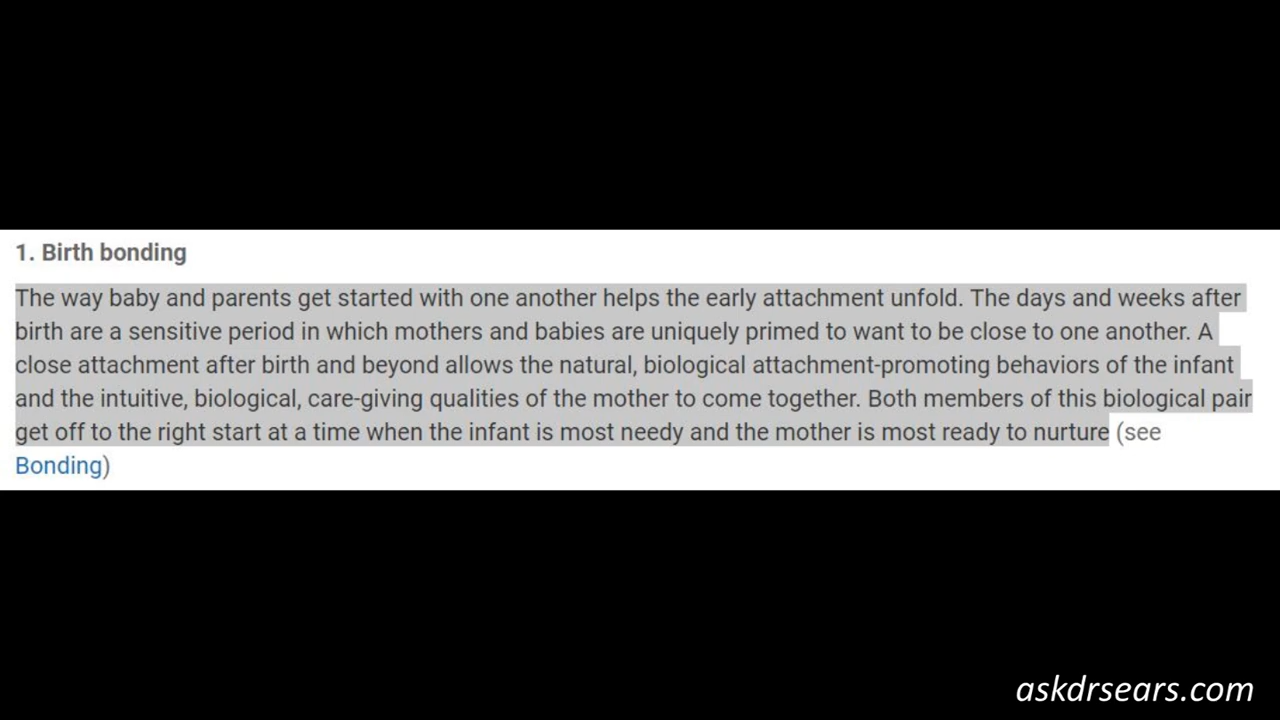 1. Birth bonding
The way baby and parents get started with one another helps the early attachment unfold. The days and weeks after
birth are a sensitive period in which mothers and babies are uniquely primed to want to be close to one another. A
close attachment after birth and beyond allows the natural, biological attachment-promoting behaviors of the infant
and the intuitive, biological, care-giving qualities of the mother to come together. Both members of this biological pair
get off to the right start at a time when the infant is most needy and the mother is most ready to nurture (see
Bonding)
askdrsears.com